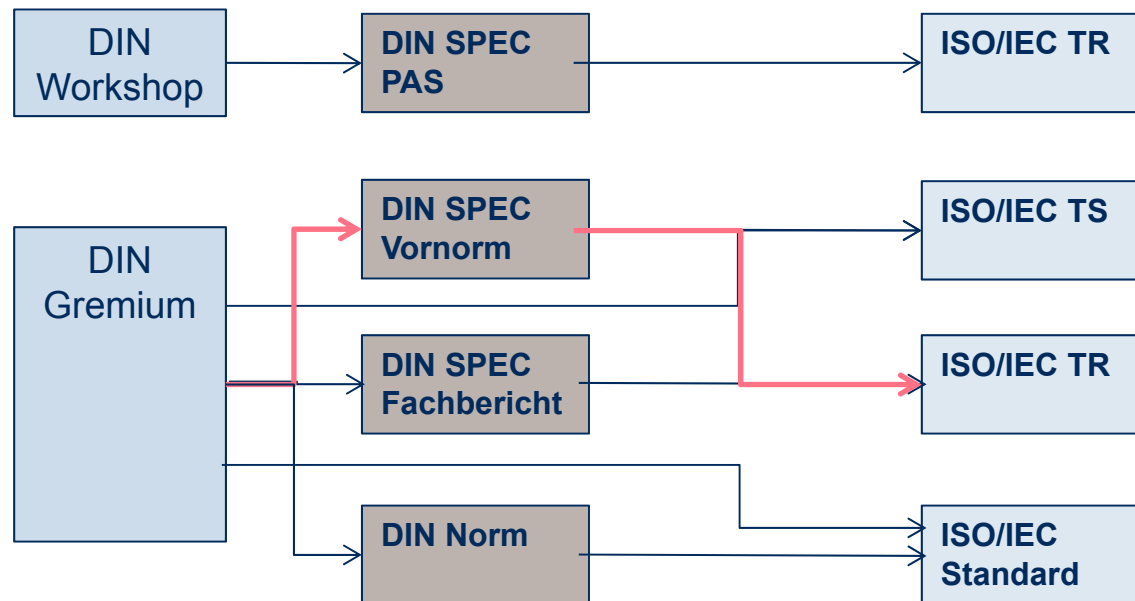 DIN
Workshop
DIN SPEC
PAS
ISO/IEC TR
DIN
Gremium
DIN SPEC
Vornorm
ISO/IEC TS
DIN SPEC
Fachbericht
ISO/IEC TR
DIN Norm
ISO/IEC
Standard